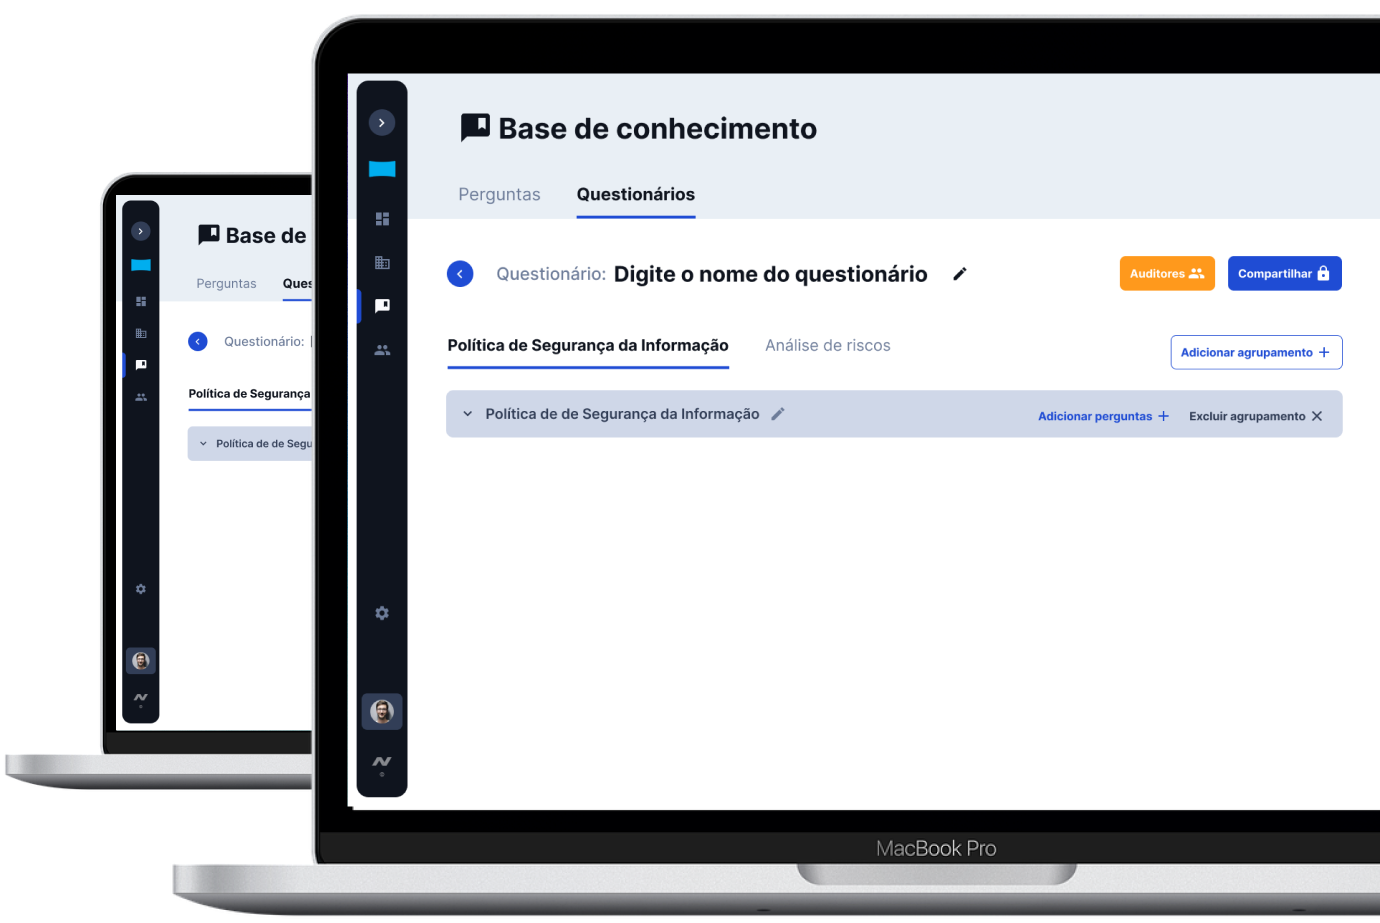 Base de conhecimento
Perguntas Questionários
Questionário: Digite o nome do questionário
Auditores Compartilhar
Política de Segurança da Informação Análise de riscos
Adicionar agrupamento +
Política de de Segurança da Informação
Adicionar perguntas + Excluir agrupamento ×
MacBook Pro
Base de
Perguntas Ques
Questionário:
Política de Segurança
Política de de Segu